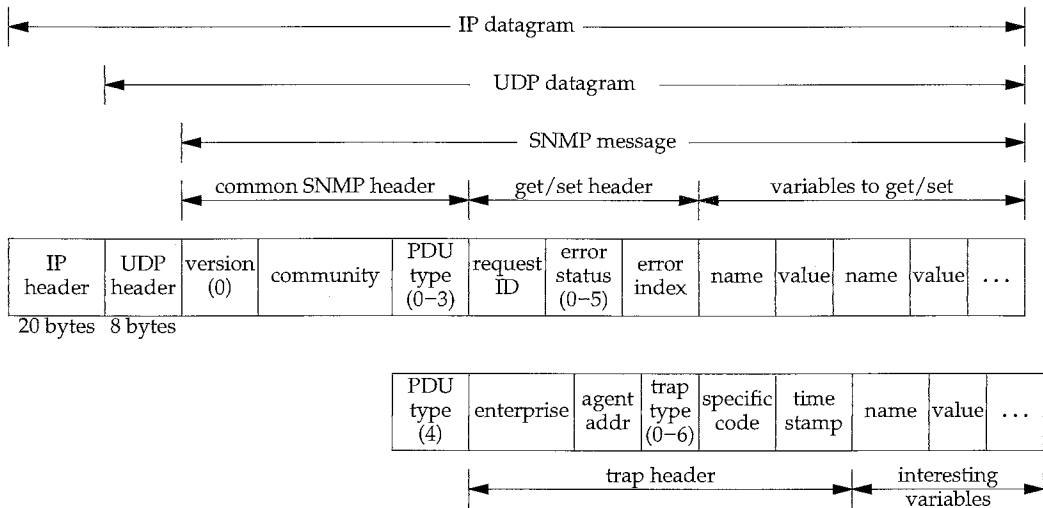 IP datagram
UDP datagram
SNMP message
common SNMP header
get/set header
variables to get/set
IP
header
UDP
header
version
(0)
community
PDU
type
(0−3)
request
ID
error
status
(0−5)
error
index
name
value
name
value
...
20 bytes
8 bytes
PDU
type
(4)
enterprise
agent
addr
trap
type
(0−6)
specific
code
time
stamp
name
value
...
trap header
interesting
variables